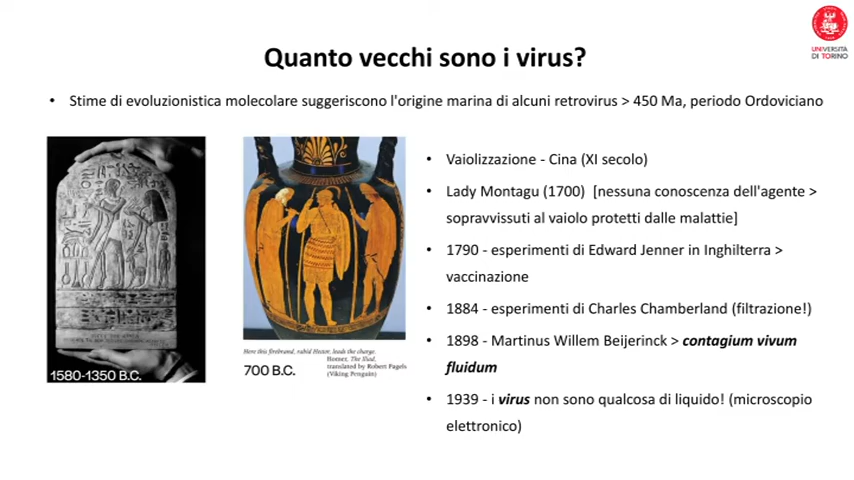 UNIVERSITÀ
DI TORINO
Quanto vecchi sono i virus?
• Stime di evoluzionistica molecolare suggeriscono l'origine marina di alcuni retrovirus > 450 Ma, periodo Ordoviciano
1580-1350 B.C.
Here this firebrand, rabid Hector, leads the charge.
Homer, The Iliad,
translated by Robert Fagels
(Viking Penguin)
700 B.C.
• Vaiolizzazione - Cina (XI secolo)
• Lady Montagu (1700) [nessuna conoscenza dell'agente >
sopravvissuti al vaiolo protetti dalle malattie]
• 1790 - esperimenti di Edward Jenner in Inghilterra >
vaccinazione
• 1884 - esperimenti di Charles Chamberland (filtrazione!)
• 1898 - Martinus Willem Beijerinck > contagium vivum
fluidum
• 1939 - i virus non sono qualcosa di liquido! (microscopio
elettronico)